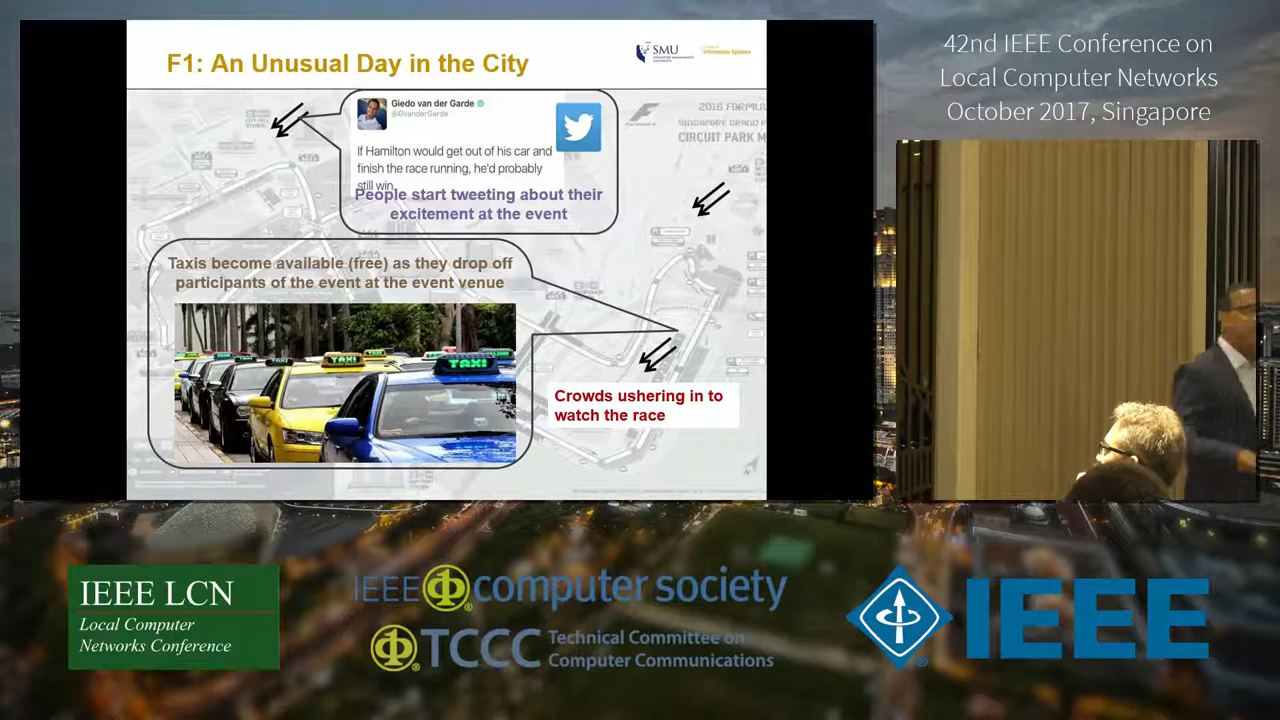 F1: An Unusual Day in the City
SMU
Information Systems
42nd IEEE Conference on
Local Computer Networks
October 2017, Singapore
Giedo van der Garde
@GvanderGarde
If Hamilton would get out of his car and
finish the race running, he'd probably
still win.
People start tweeting about their
excitement at the event
2016 FORMU
SINGAPORE GRAND P
CIRCUIT PARK M
Taxis become available (free) as they drop off
participants of the event at the event venue
TAXI
TAXI
Crowds ushering in to
watch the race
IEEE LCN
Local Computer
Networks Conference
IEEE computer society
TCCC Technical Committee on
Computer Communications
IEEE